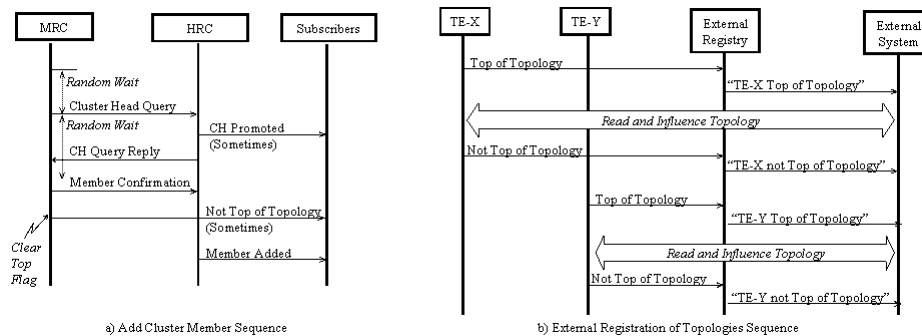 MRC
HRC
Subscribers
Random Wait
Cluster Head Query
Random Wait
CH Promoted
(Sometimes)
CH Query Reply
Member Confirmation
Not Top of Topology
(Sometimes)
Clear
Top
Flag
Member Added
a) Add Cluster Member Sequence
TE-X
TE-Y
External
Registry
External
System
Top of Topology
“TE-X Top of Topology”
Read and Influence Topology
Not Top of Topology
“TE-X not Top of Topology”
Top of Topology
“TE-Y Top of Topology”
Read and Influence Topology
Not Top of Topology
“TE-Y not Top of Topology”
b) External Registration of Topologies Sequence